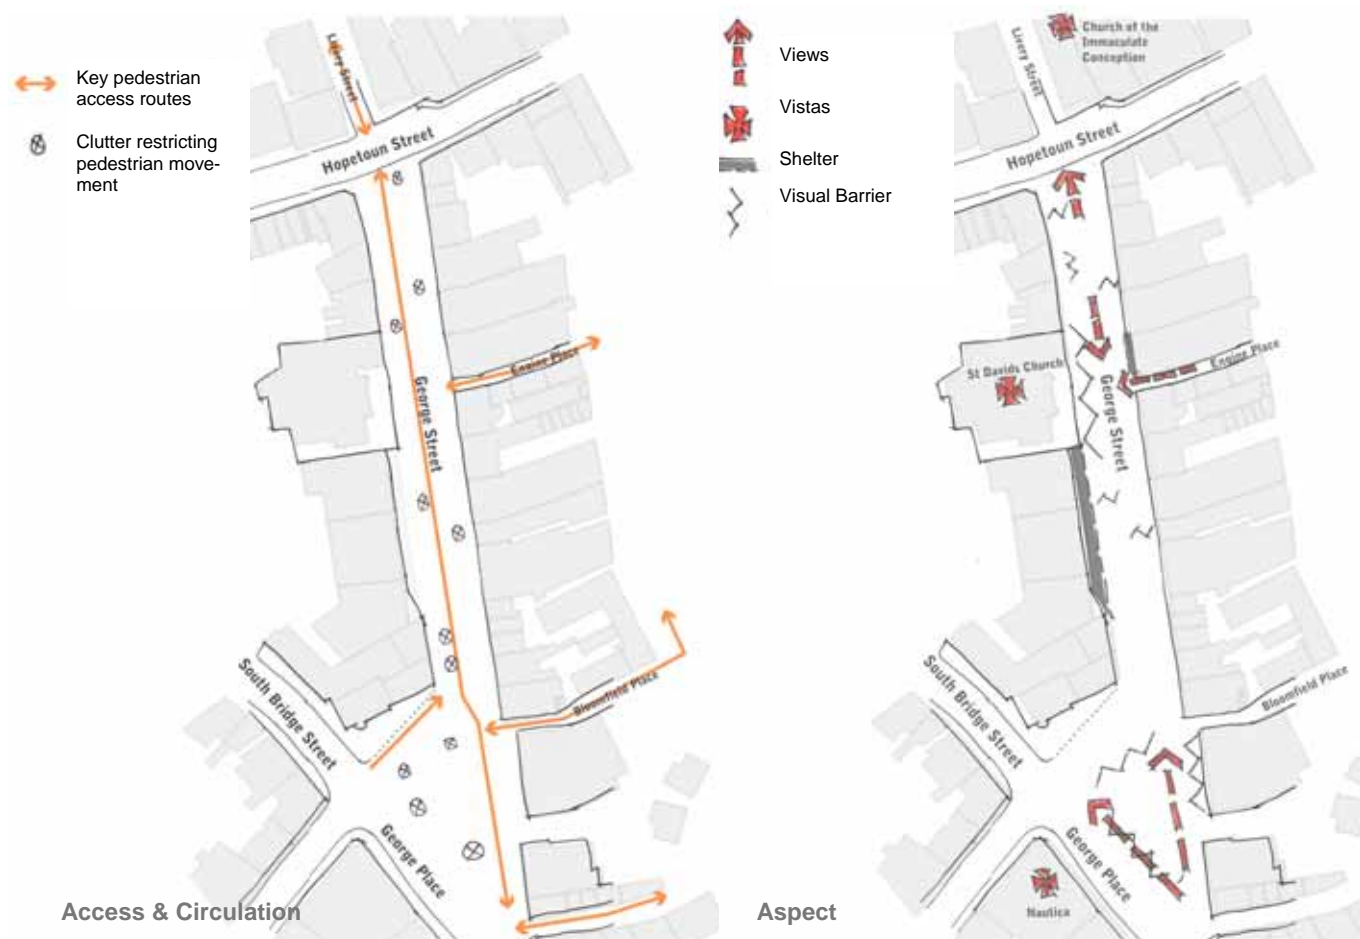 Key pedestrian
access routes
Clutter restricting
pedestrian move-
ment
Livery Street
Hopetoun Street
Engine Place
George Street
Bloomfield Place
South Bridge Street
George Place
Access & Circulation
Views
Vistas
Shelter
Visual Barrier
Church of the
Immaculate
Conception
Livery Street
Hopetoun Street
Engine Place
St Davids Church
George Street
South Bridge Street
Bloomfield Place
George Place
Nautica
Aspect